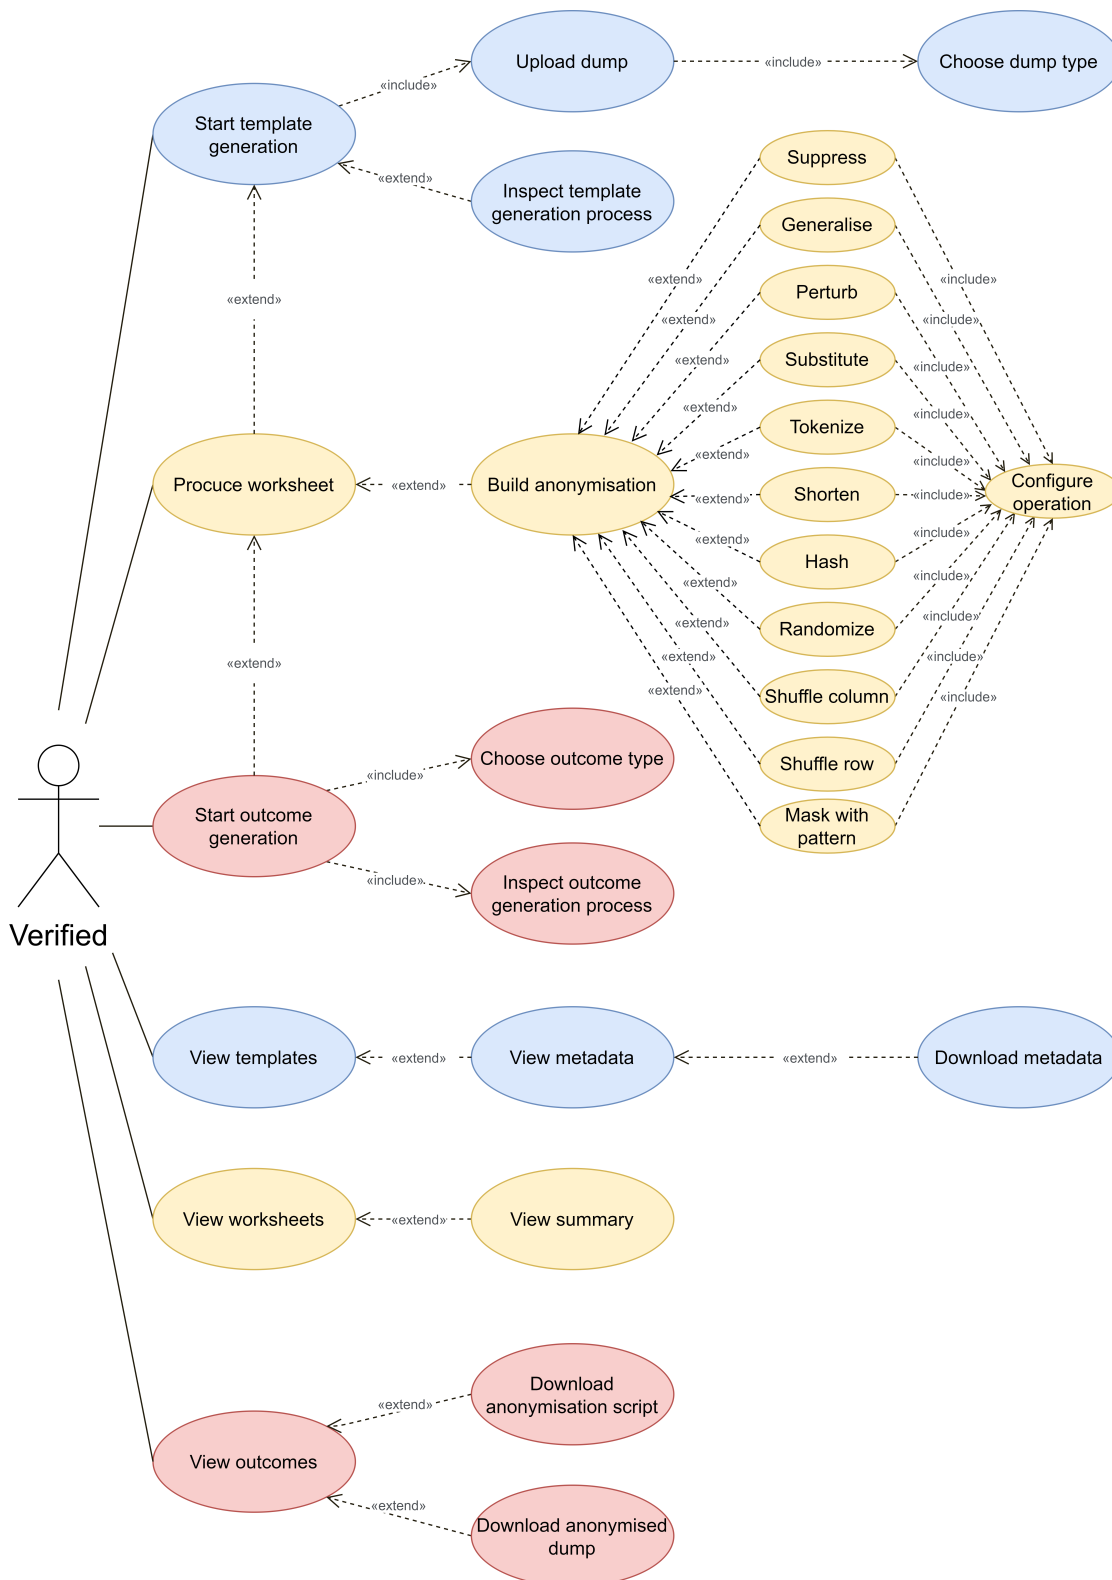 Upload dump
«include»
Choose dump type
«include»
Start template
generation
«extend»
Inspect template
generation process
Suppress
Generalise
Perturb
Substitute
Tokenize
Shorten
Hash
Randomize
Shuffle column
Shuffle row
Mask with
pattern
«extend»
«extend»
«extend»
«extend»
«extend»
«extend»
«extend»
«extend»
«extend»
«extend»
«extend»
«include»
«include»
«include»
«include»
«include»
«include»
«include»
«include»
«include»
«include»
«include»
Configure
operation
«extend»
Procuce worksheet
«extend»
Build anonymisation
«extend»
Start outcome
generation
«include»
Choose outcome type
«include»
Inspect outcome
generation process
Verified
View templates
«extend»
View metadata
«extend»
Download metadata
View worksheets
«extend»
View summary
View outcomes
«extend»
Download
anonymisation script
«extend»
Download anonymised
dump